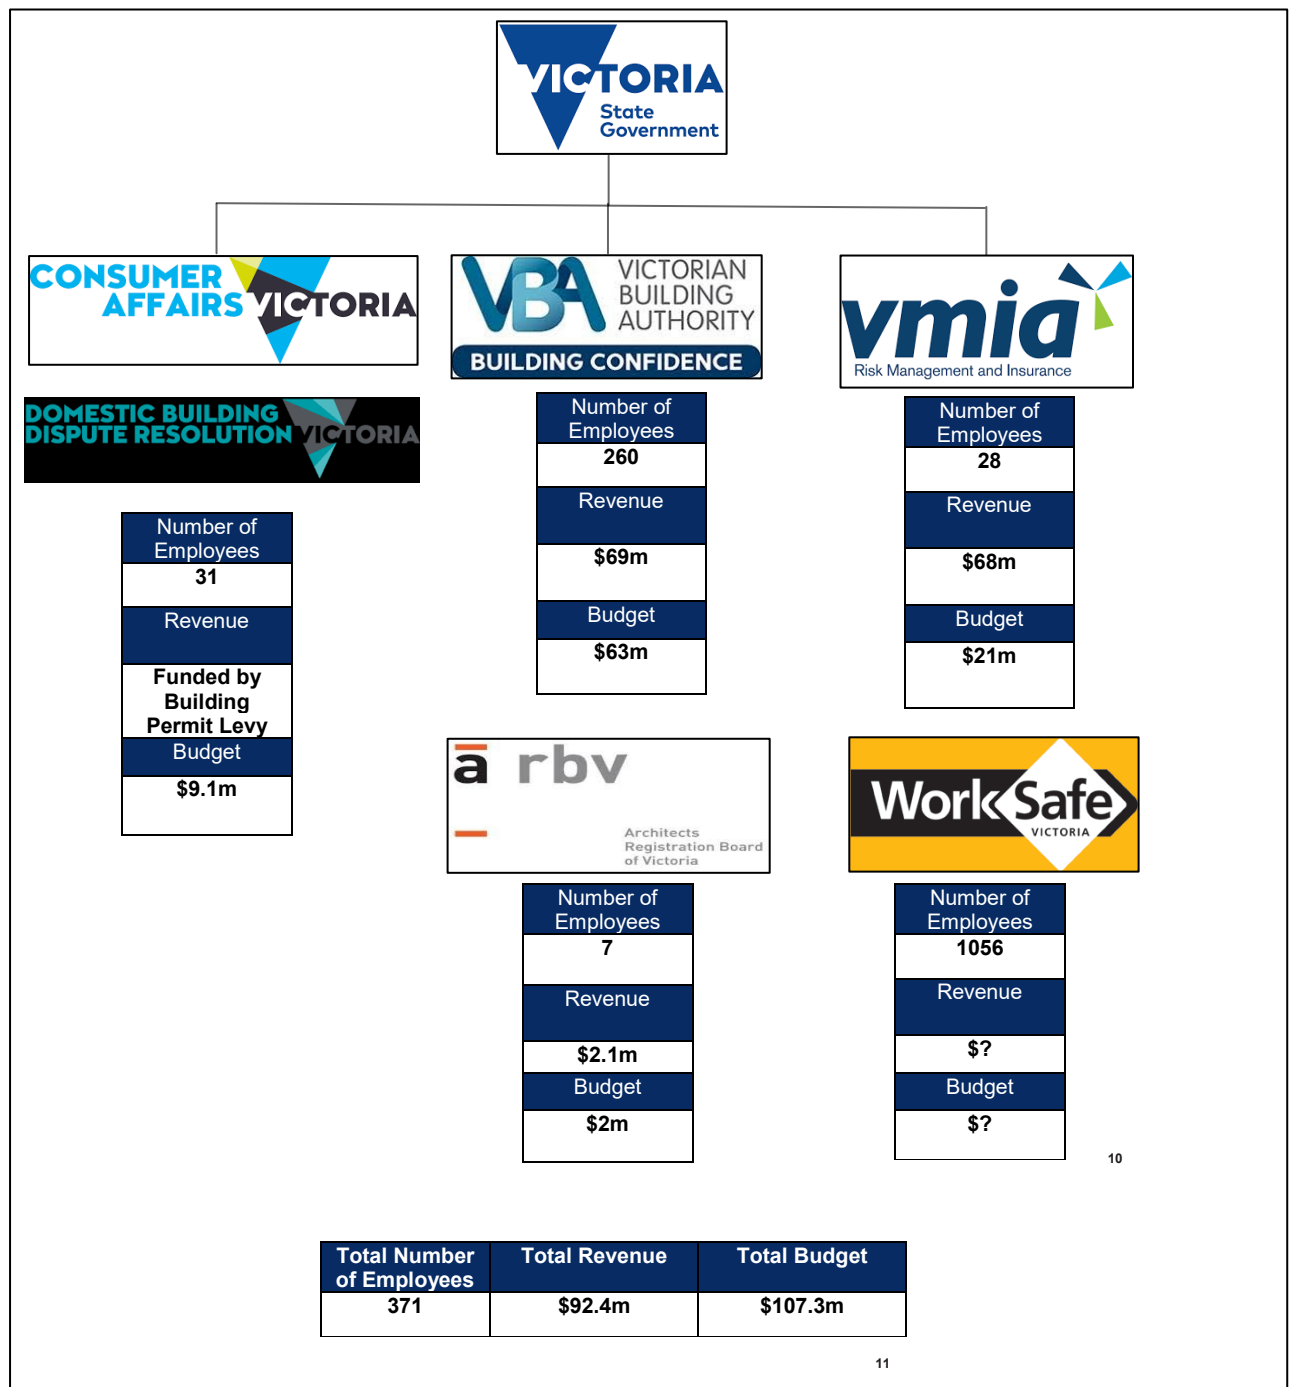 VICTORIA
State
Government
CONSUMER
AFFAIRS VICTORIA
DOMESTIC BUILDING
DISPUTE RESOLUTION VICTORIA
Number of
Employees
31
Revenue
Funded by
Building
Permit Levy
Budget
$9.1m
VBA VICTORIAN
BUILDING
AUTHORITY
BUILDING CONFIDENCE
Number of
Employees
260
Revenue
$69m
Budget
$63m
vmia
Risk Management and Insurance
Number of
Employees
28
Revenue
$68m
Budget
$21m
a rbv
Architects
Registration Board
of Victoria
Number of
Employees
7
Revenue
$2.1m
Budget
$2m
WorkSafe
VICTORIA
Number of
Employees
1056
Revenue
$?
Budget
$?
10
Total Number
of Employees
Total Revenue
Total Budget
371
$92.4m
$107.3m
11